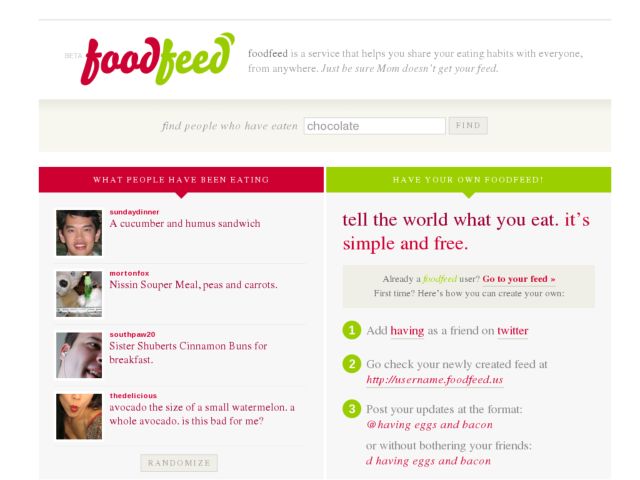 BETA foodfeed
foodfeed is a service that helps you share your eating habits with everyone,
from anywhere. Just be sure Mom doesn't get your feed.
find people who have eaten chocolate FIND
WHAT PEOPLE HAVE BEEN EATING
sundaydinner
A cucumber and humus sandwich
mortonfox
Nissin Souper Meal, peas and carrots.
southpaw20
Sister Shuberts Cinnamon Buns for
breakfast.
thedelicious
avocado the size of a small watermelon. a
whole avocado. is this bad for me?
RANDOMIZE
HAVE YOUR OWN FOODFEED!
tell the world what you eat. it's
simple and free.
Already a foodfeed user? Go to your feed »
First time? Here's how you can create your own:
1 Add having as a friend on twitter
2 Go check your newly created feed at
http://username.foodfeed.us
3 Post your updates at the format:
@having eggs and bacon
or without bothering your friends:
d having eggs and bacon